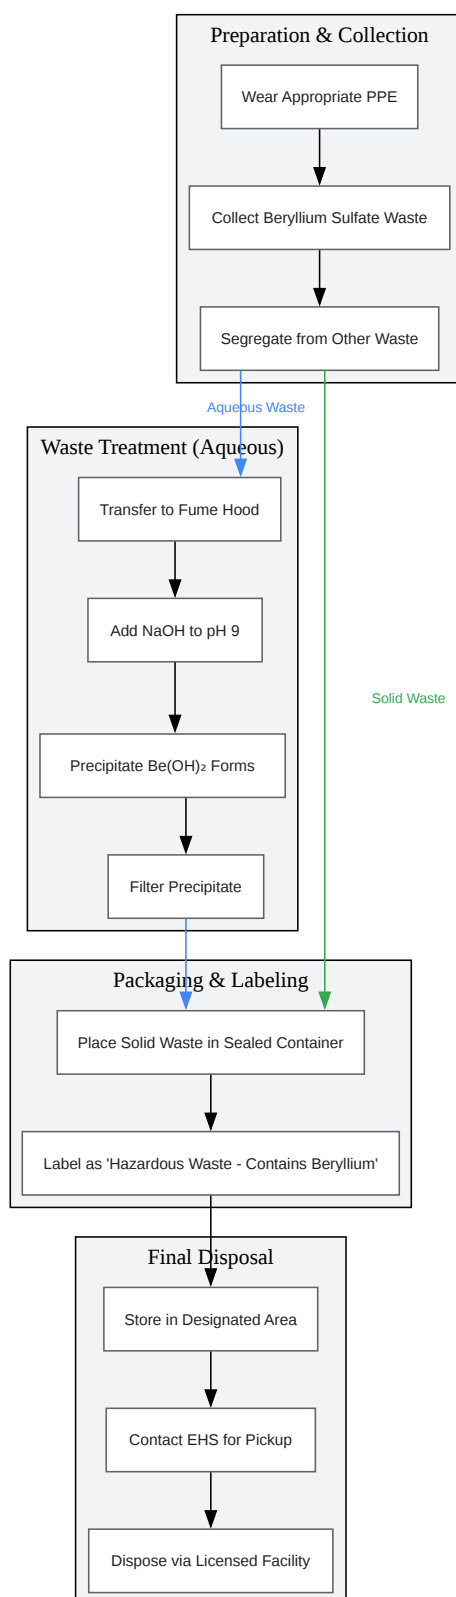 Preparation & Collection
Wear Appropriate PPE
Collect Beryllium Sulfate Waste
Segregate from Other Waste
Aqueous Waste
Waste Treatment (Aqueous)
Transfer to Fume Hood
Add NaOH to pH 9
Solid Waste
Precipitate Be(OH)₂ Forms
Filter Precipitate
Packaging & Labeling
Place Solid Waste in Sealed Container
Label as 'Hazardous Waste - Contains Beryllium'
Final Disposal
Store in Designated Area
Contact EHS for Pickup
Dispose via Licensed Facility